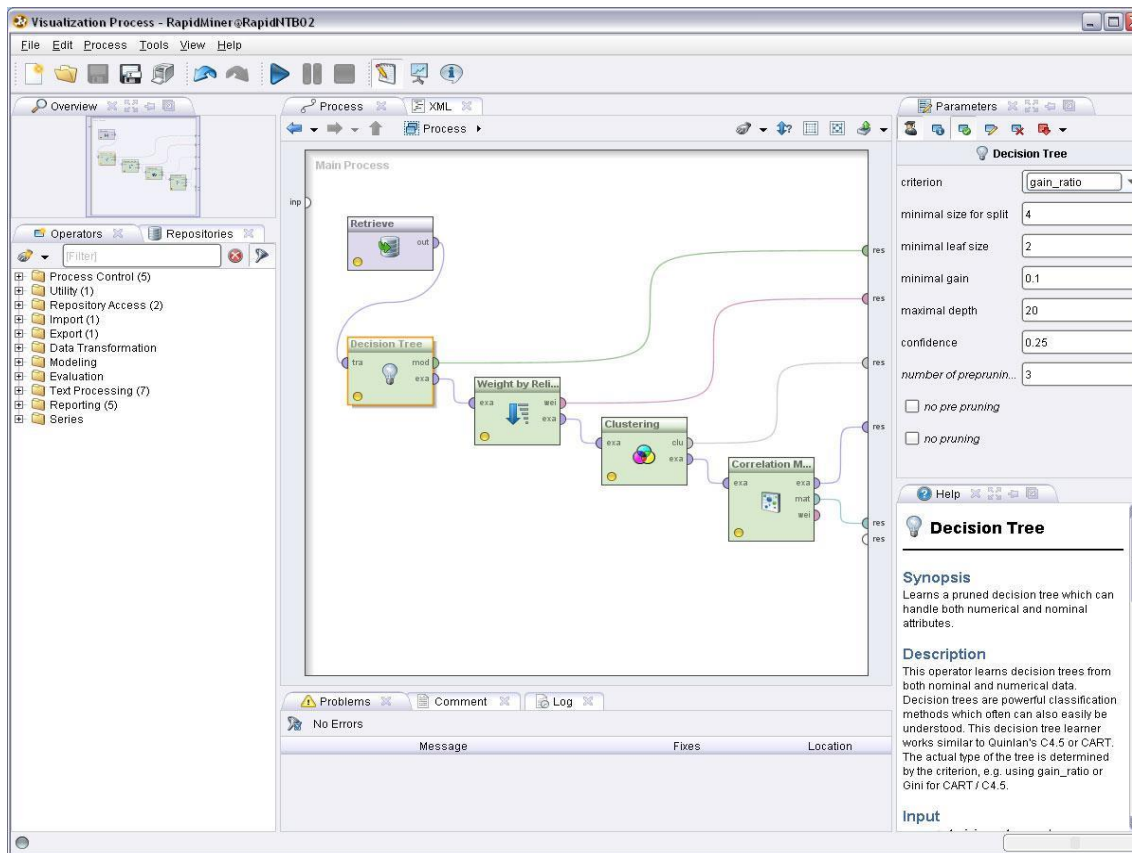 Visualization Process - RapidMiner@RapidNTB02
File Edit Process Tools View Help
Overview
Operators
Repositories
[Filter]
Process Control (5)
Utility (1)
Repository Access (2)
Import (1)
Export (1)
Data Transformation
Modeling
Evaluation
Text Processing (7)
Reporting (5)
Series
Process
XML
Process
Main Process
inp
Retrieve
out
Decision Tree
tra
mod
exa
Weight by Reli...
exa
wei
exa
Clustering
exa
clu
exa
Correlation M...
exa
exa
mat
wei
res
res
res
res
res
res
Problems
Comment
Log
No Errors
Message Fixes Location
Parameters
Decision Tree
criterion gain_ratio
minimal size for split 4
minimal leaf size 2
minimal gain 0.1
maximal depth 20
confidence 0.25
number of preprunin... 3
no pre pruning
no pruning
Help
Decision Tree
Synopsis
Learns a pruned decision tree which can
handle both numerical and nominal
attributes.
Description
This operator learns decision trees from
both nominal and numerical data.
Decision trees are powerful classification
methods which often can also easily be
understood. This decision tree learner
works similar to Quinlan's C4.5 or CART.
The actual type of the tree is determined
by the criterion, e.g. using gain_ratio or
Gini for CART / C4.5.
Input